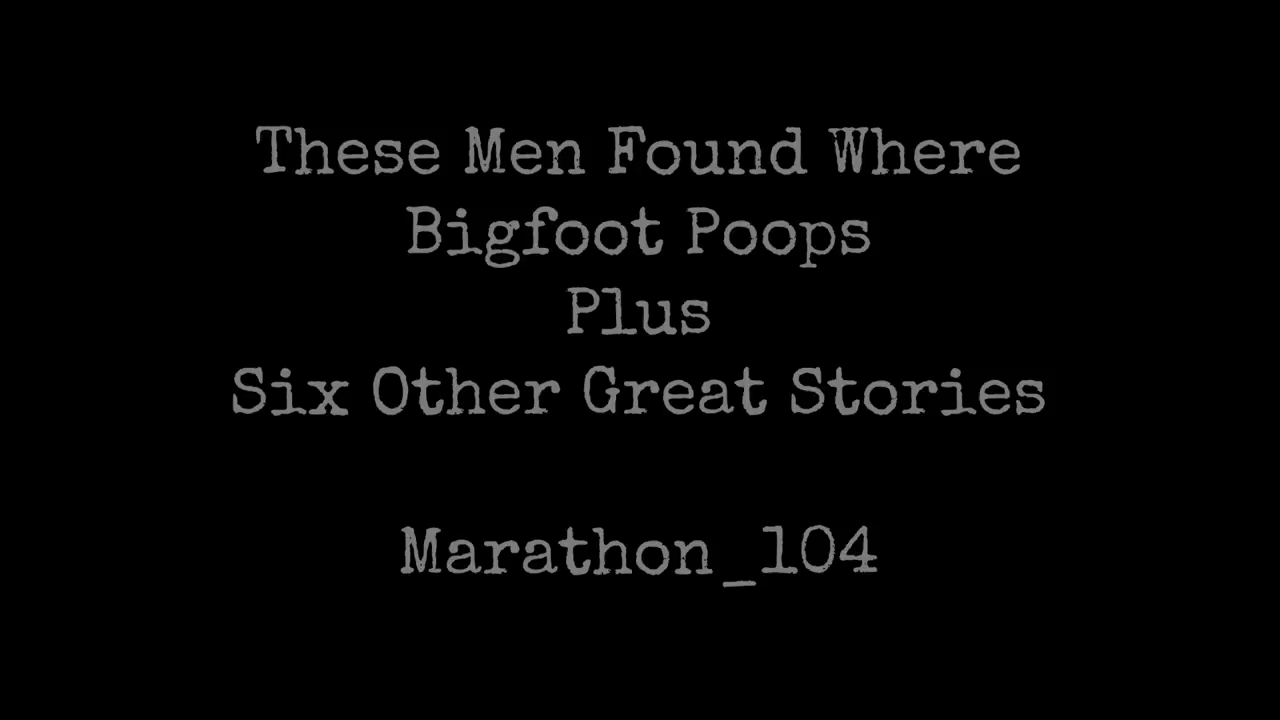 These Men Found Where
Bigfoot Poops
Plus
Six Other Great Stories
Marathon_104